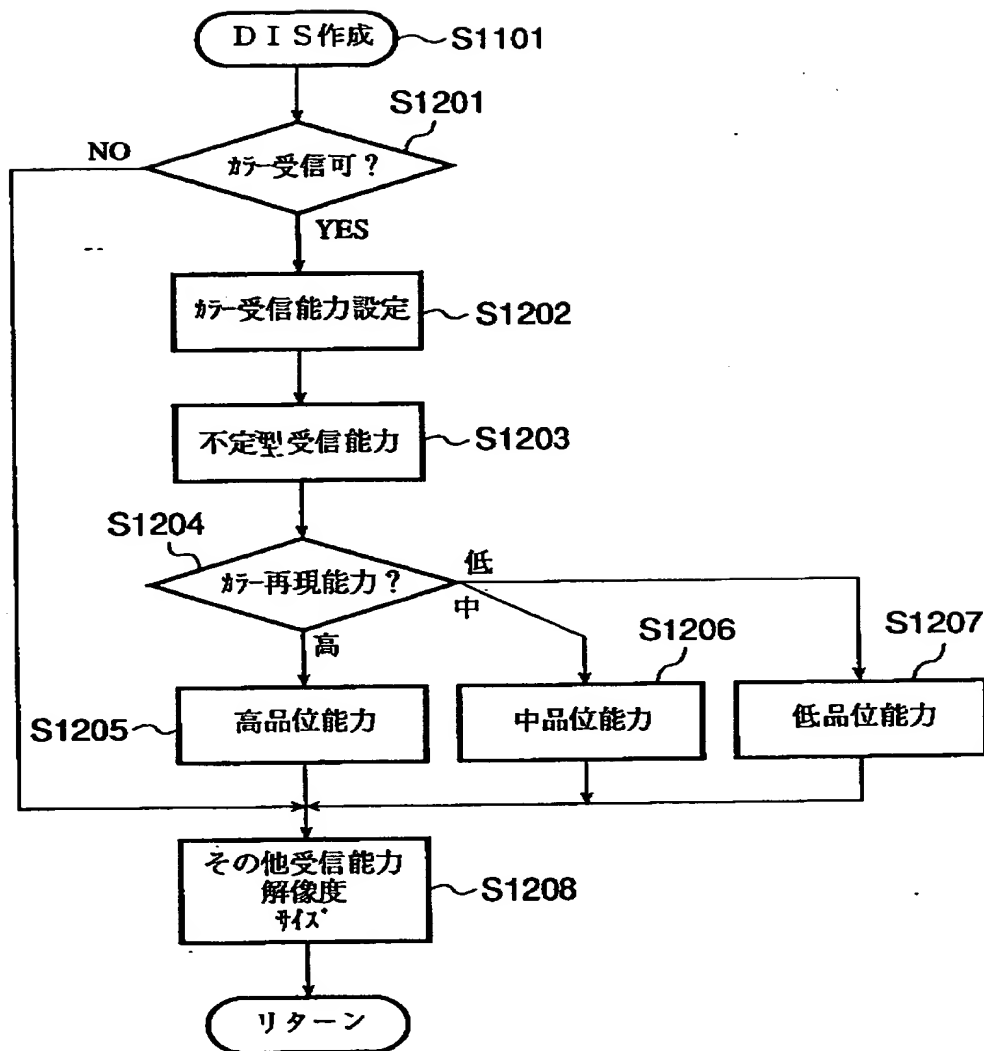 ＤＩＳ作成
S1101
S1201
NO
ｶﾗｰ受信可？
YES
ｶﾗｰ受信能力設定
S1202
不定型受信能力
S1203
S1204
ｶﾗｰ再現能力？
低
中
高
S1206
S1207
S1205
高品位能力
中品位能力
低品位能力
その他受信能力
解像度
ｻｲｽﾞ
S1208
リターン